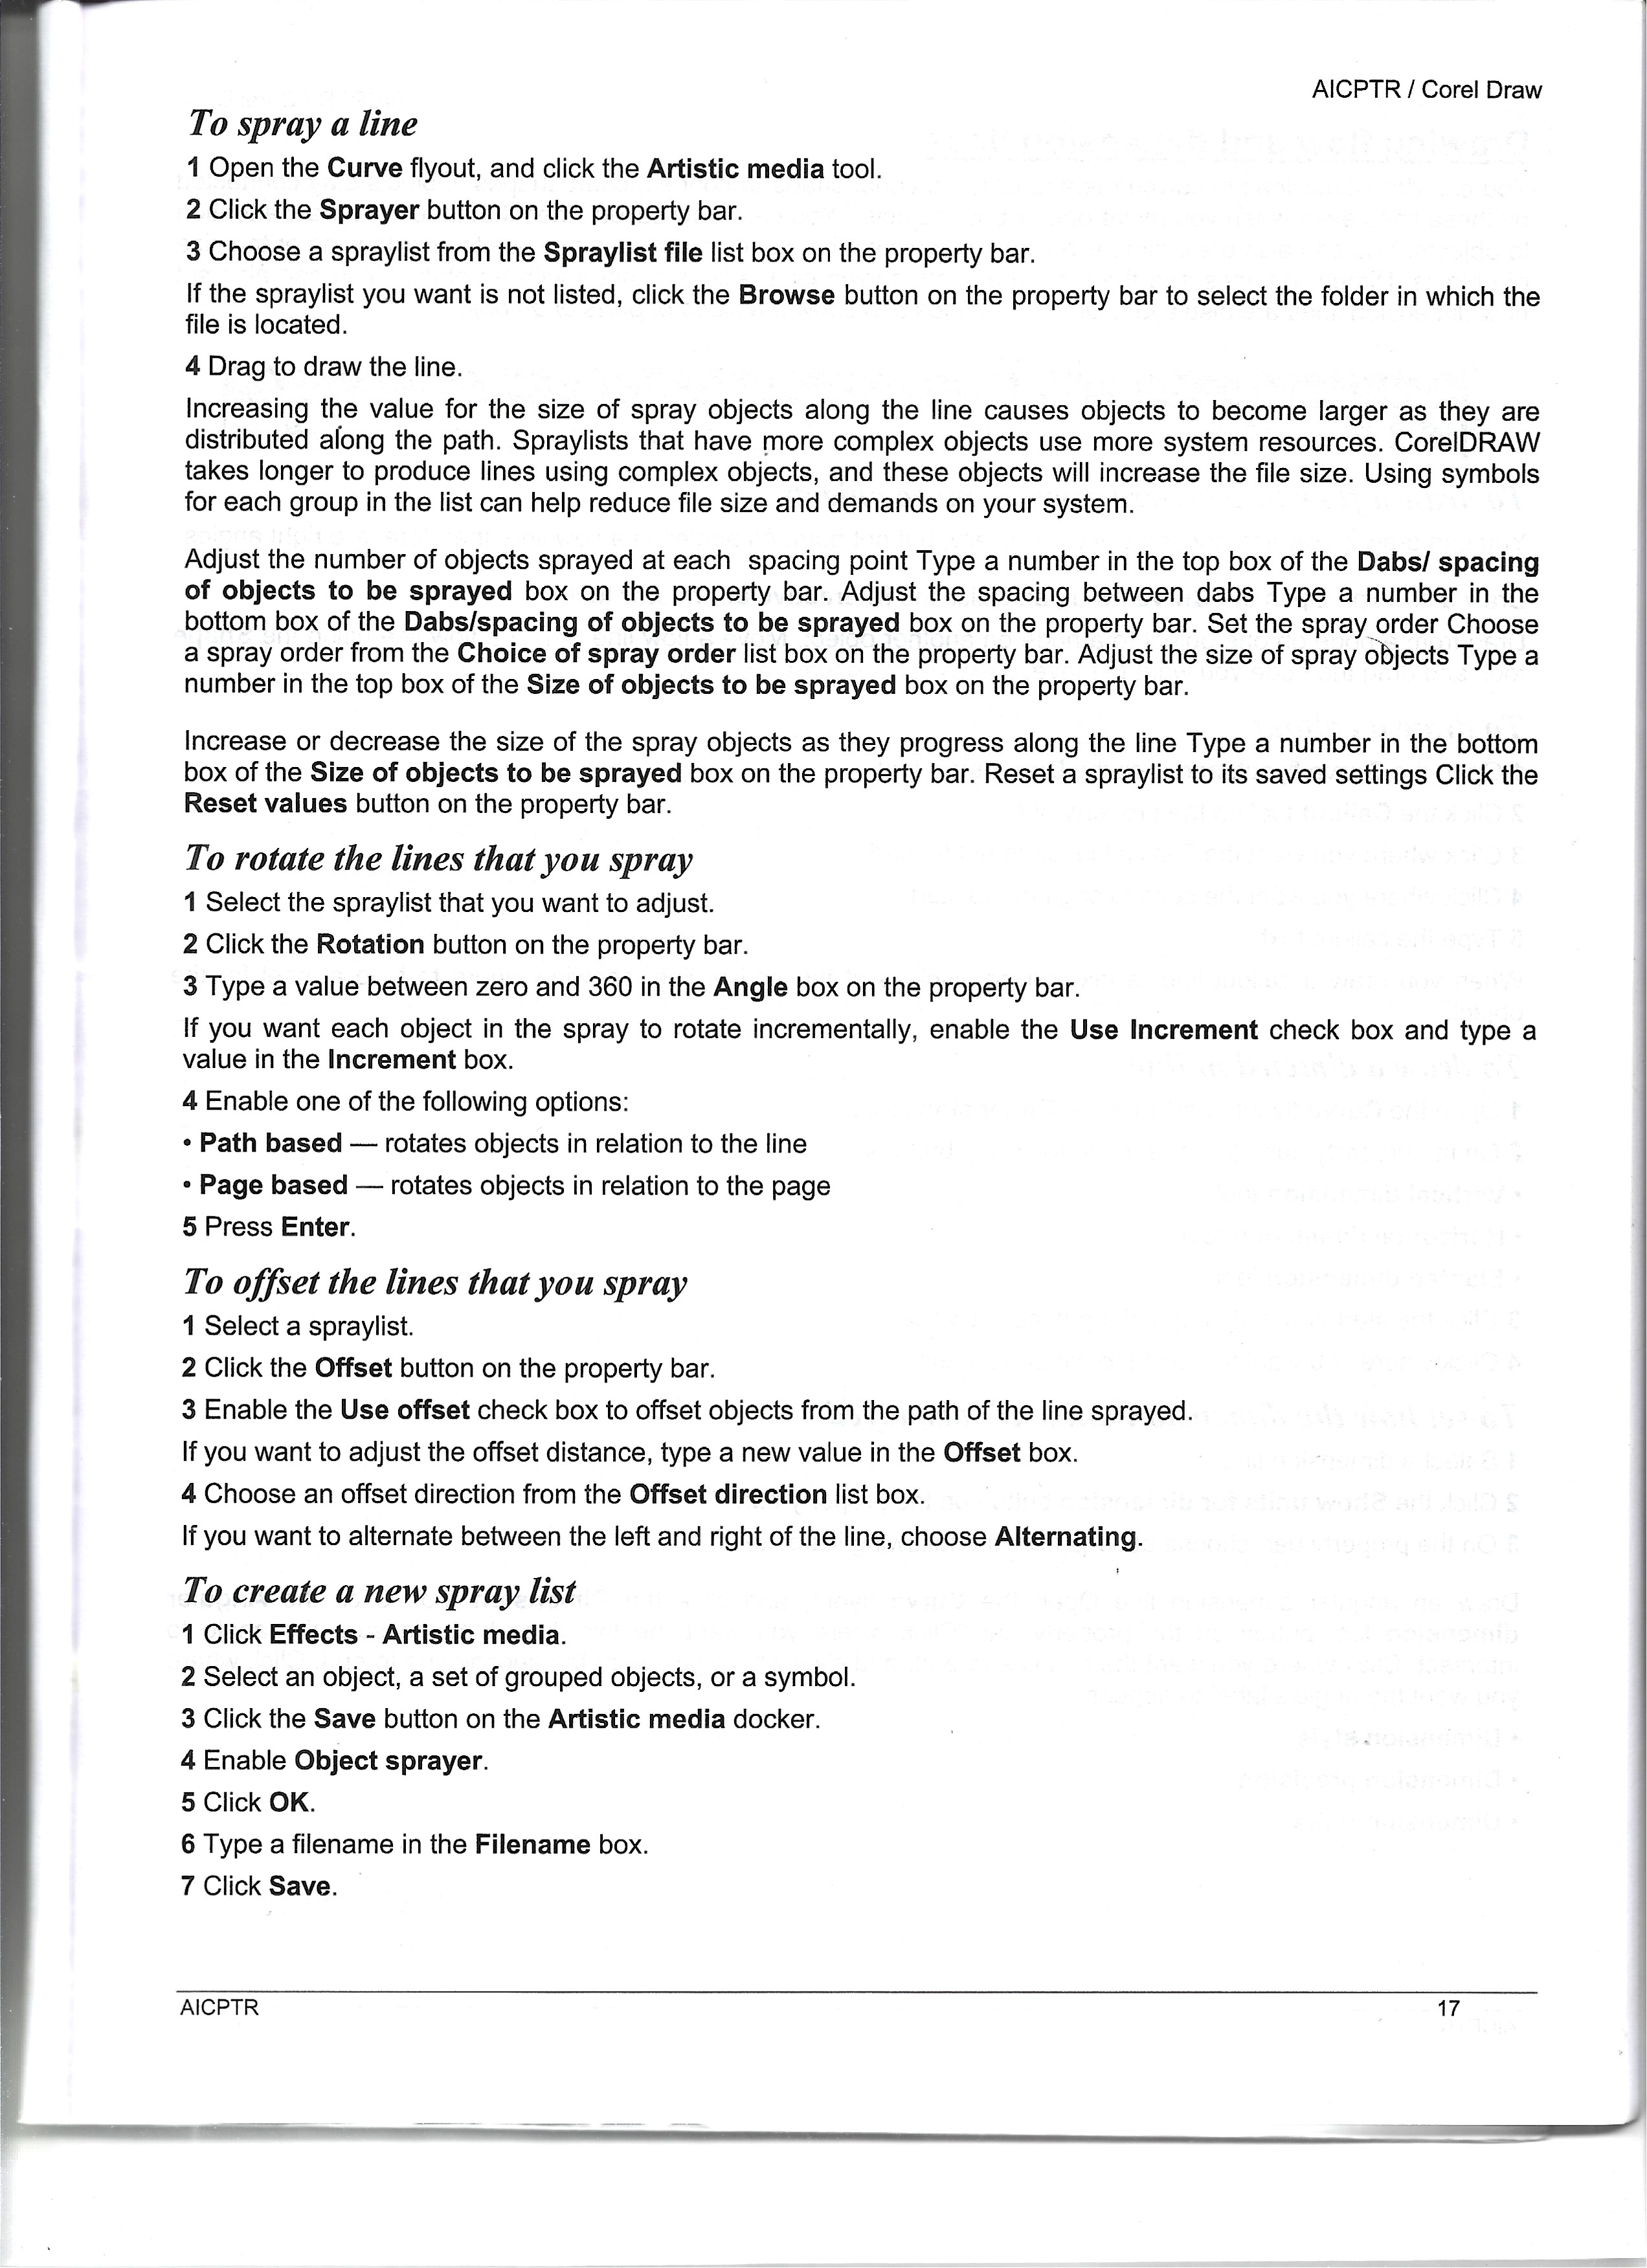 AICPTR / Corel Draw
To spray a line
1 Open the Curve flyout, and click the Artistic media tool.
2 Click the Sprayer button on the property bar.
3 Choose a spraylist from the Spraylist file list box on the property bar.
If the spraylist you want is not listed, click the Browse button on the property bar to select the folder in which the
file is located.
4 Drag to draw the line.
Increasing the value for the size of spray objects along the line causes objects to become larger as they are
distributed along the path. Spraylists that have more complex objects use more system resources. CorelDRAW
takes longer to produce lines using complex objects, and these objects will increase the file size. Using symbols
for each group in the list can help reduce file size and demands on your system.
Adjust the number of objects sprayed at each spacing point Type a number in the top box of the Dabs/ spacing
of objects to be sprayed box on the property bar. Adjust the spacing between dabs Type a number in the
bottom box of the Dabs/spacing of objects to be sprayed box on the property bar. Set the spray order Choose
a spray order from the Choice of spray order list box on the property bar. Adjust the size of spray objects Type a
number in the top box of the Size of objects to be sprayed box on the property bar.
Increase or decrease the size of the spray objects as they progress along the line Type a number in the bottom
box of the Size of objects to be sprayed box on the property bar. Reset a spraylist to its saved settings Click the
Reset values button on the property bar.
To rotate the lines that you spray
1 Select the spraylist that you want to adjust.
2 Click the Rotation button on the property bar.
3 Type a value between zero and 360 in the Angle box on the property bar.
If you want each object in the spray to rotate incrementally, enable the Use Increment check box and type a
value in the Increment box.
4 Enable one of the following options:
• Path based — rotates objects in relation to the line
• Page based — rotates objects in relation to the page
5 Press Enter.
To offset the lines that you spray
1 Select a spraylist.
2 Click the Offset button on the property bar.
3 Enable the Use offset check box to offset objects from the path of the line sprayed.
If you want to adjust the offset distance, type a new value in the Offset box.
4 Choose an offset direction from the Offset direction list box.
If you want to alternate between the left and right of the line, choose Alternating.
To create a new spray list
1 Click Effects - Artistic media.
2 Select an object, a set of grouped objects, or a symbol.
3 Click the Save button on the Artistic media docker.
4 Enable Object sprayer.
5 Click OK.
6 Type a filename in the Filename box.
7 Click Save.
AICPTR 17